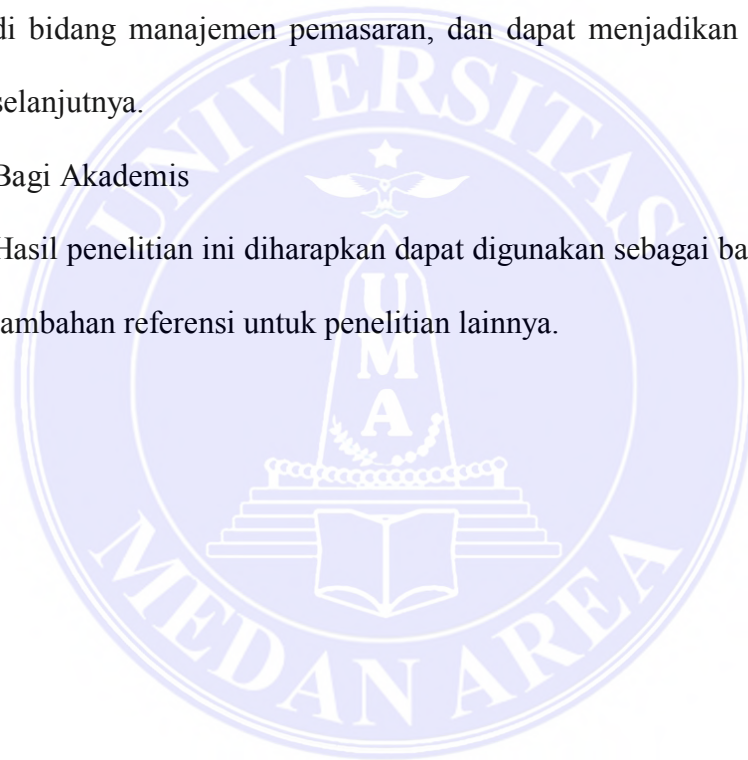 di bidang manajemen pemasaran, dan dapat menjadikan
selanjutnya.
Bagi Akademis
Hasil penelitian ini diharapkan dapat digunakan sebagai ba
tambahan referensi untuk penelitian lainnya.
UNIVERSITAS
UMA
MEDAN AREA